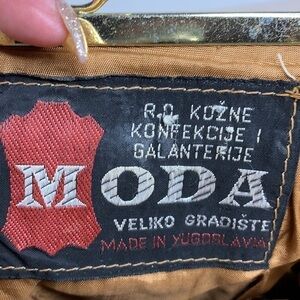 R.O. KOŽNE
KONFEKCIJE I
GALANTERIJE
MODA
VELIKO GRADIŠTE
MADE IN YUGOSLAVIA